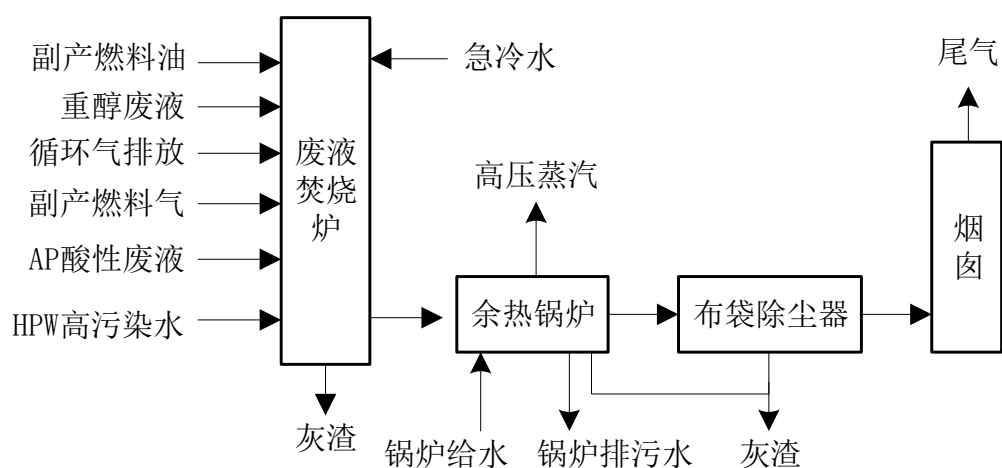 副产燃料油
重醇废液
循环气排放
副产燃料气
AP酸性废液
HPW高污染水
废液
焚烧
炉
急冷水
灰渣
高压蒸汽
余热锅炉
锅炉给水
锅炉排污水
布袋除尘器
灰渣
尾气
烟
囱